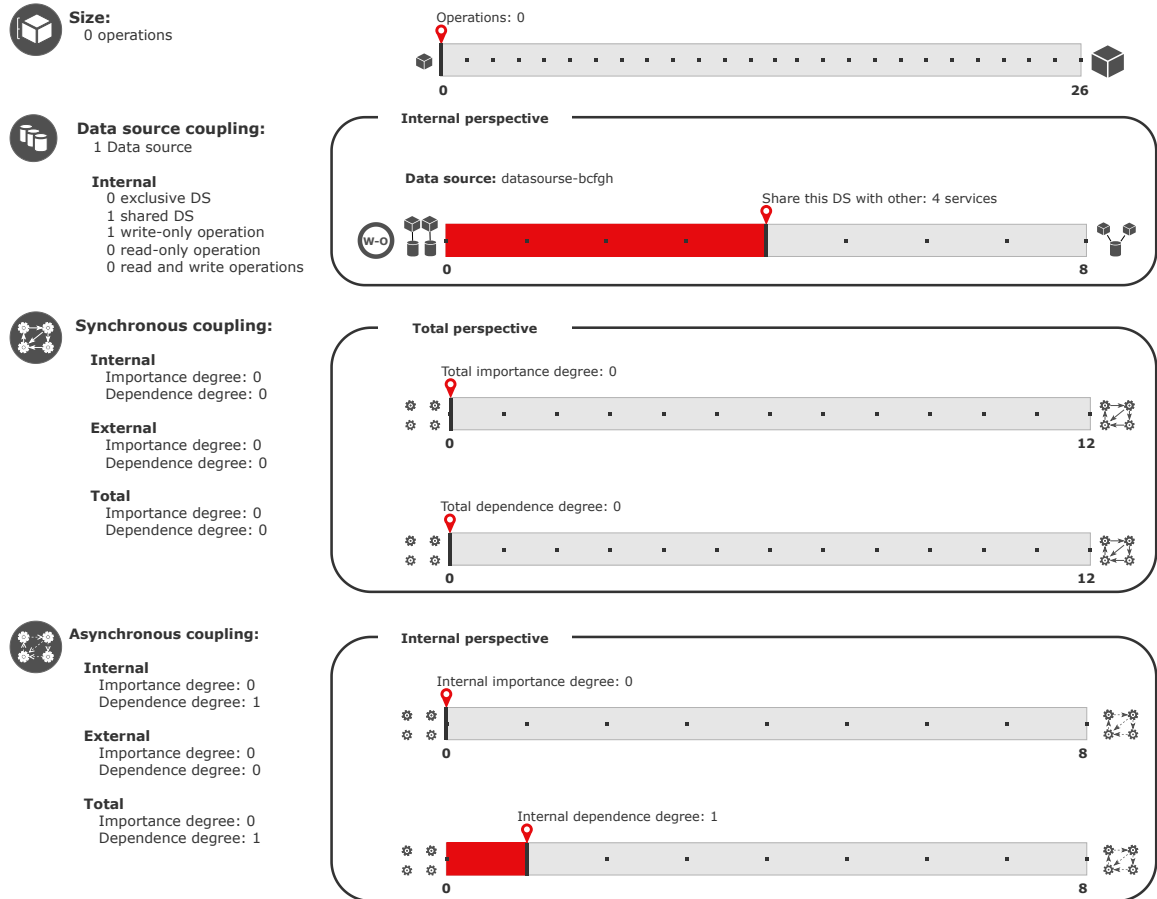 Size:
0 operations
Operations: 0
0
26
Data source coupling:
1 Data source
Internal
0 exclusive DS
1 shared DS
1 write-only operation
0 read-only operation
0 read and write operations
Internal perspective
Data source: datasourse-bcfgh
Share this DS with other: 4 services
W-O
0
8
Synchronous coupling:
Internal
Importance degree: 0
Dependence degree: 0
External
Importance degree: 0
Dependence degree: 0
Total
Importance degree: 0
Dependence degree: 0
Total perspective
Total importance degree: 0
0
12
Total dependence degree: 0
0
12
Asynchronous coupling:
Internal
Importance degree: 0
Dependence degree: 1
External
Importance degree: 0
Dependence degree: 0
Total
Importance degree: 0
Dependence degree: 1
Internal perspective
Internal importance degree: 0
0
8
Internal dependence degree: 1
0
8